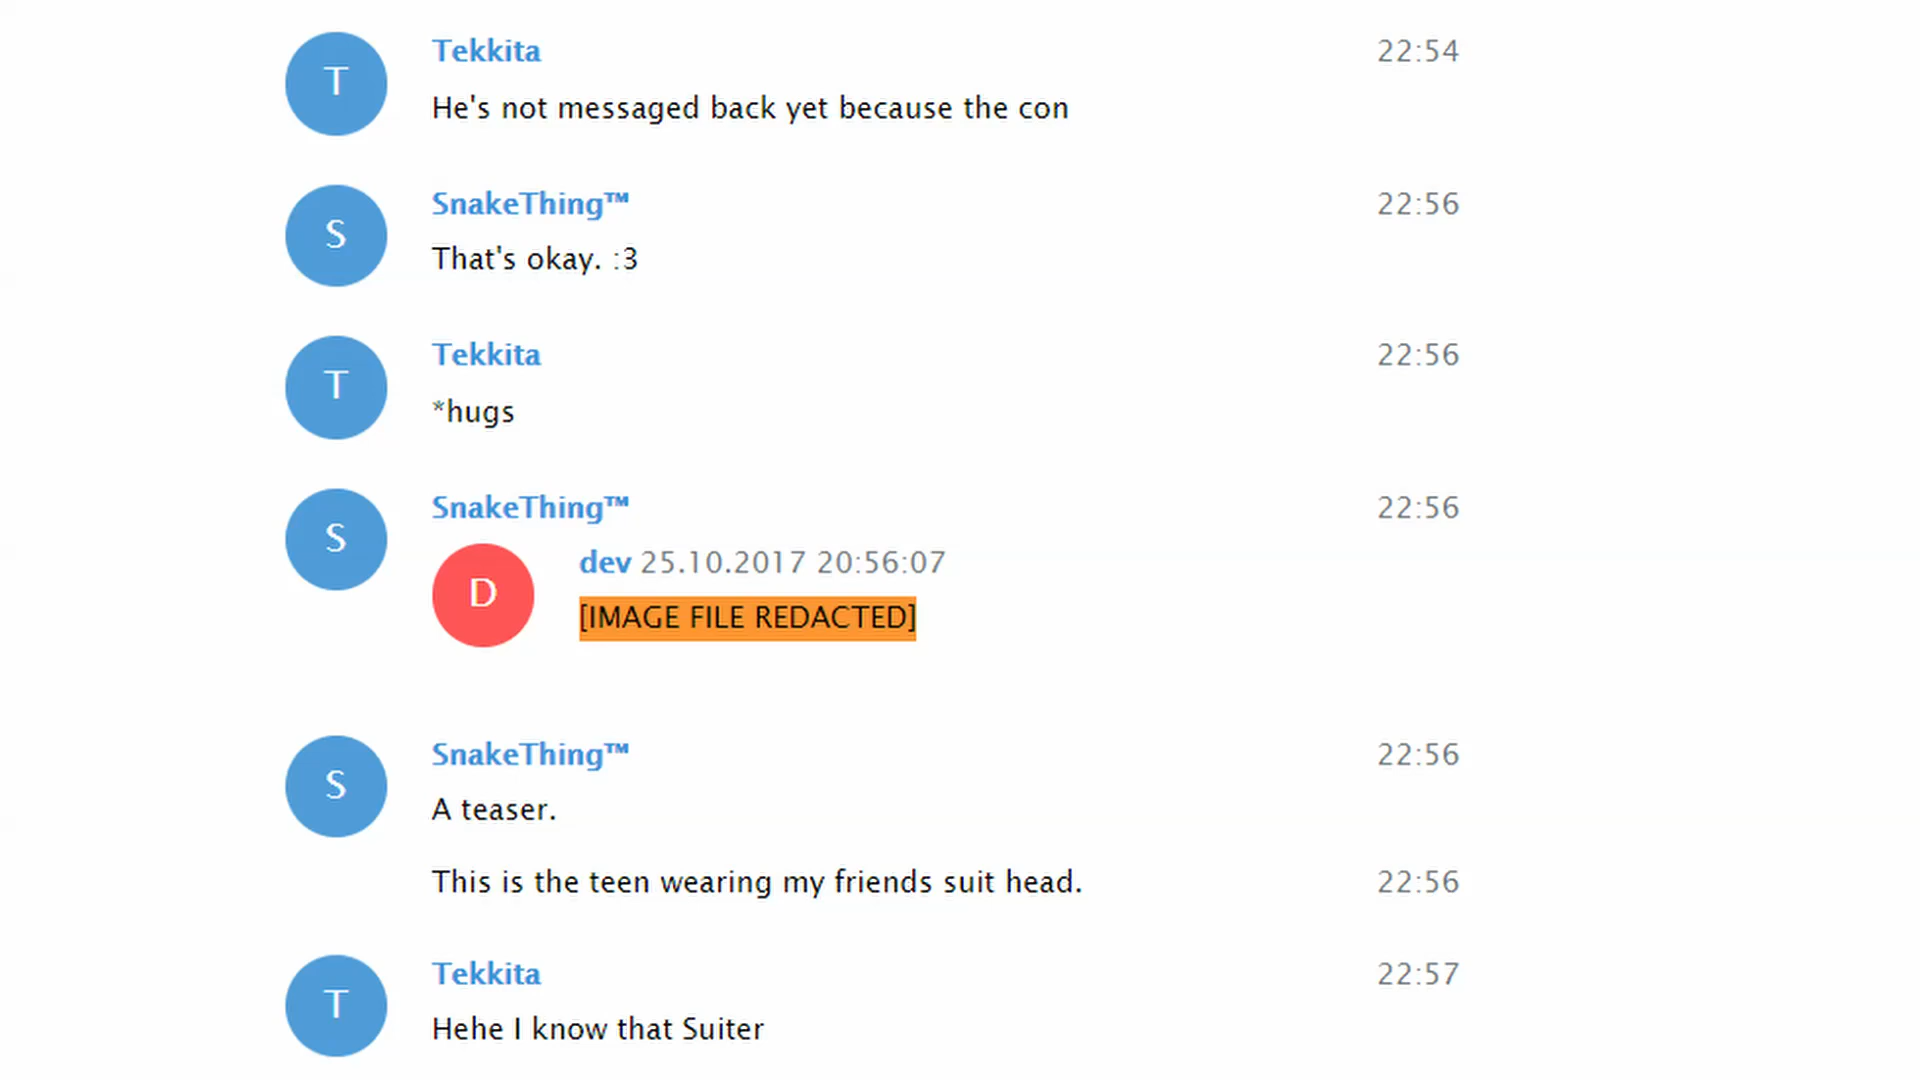 Tekkita 22:54
T
He's not messaged back yet because the con
SnakeThing™ 22:56
S
That's okay. :3
Tekkita 22:56
T
*hugs
SnakeThing™ 22:56
S
dev 25.10.2017 20:56:07
D
[IMAGE FILE REDACTED]
SnakeThing™ 22:56
S
A teaser.
This is the teen wearing my friends suit head. 22:56
Tekkita 22:57
T
Hehe I know that Suiter